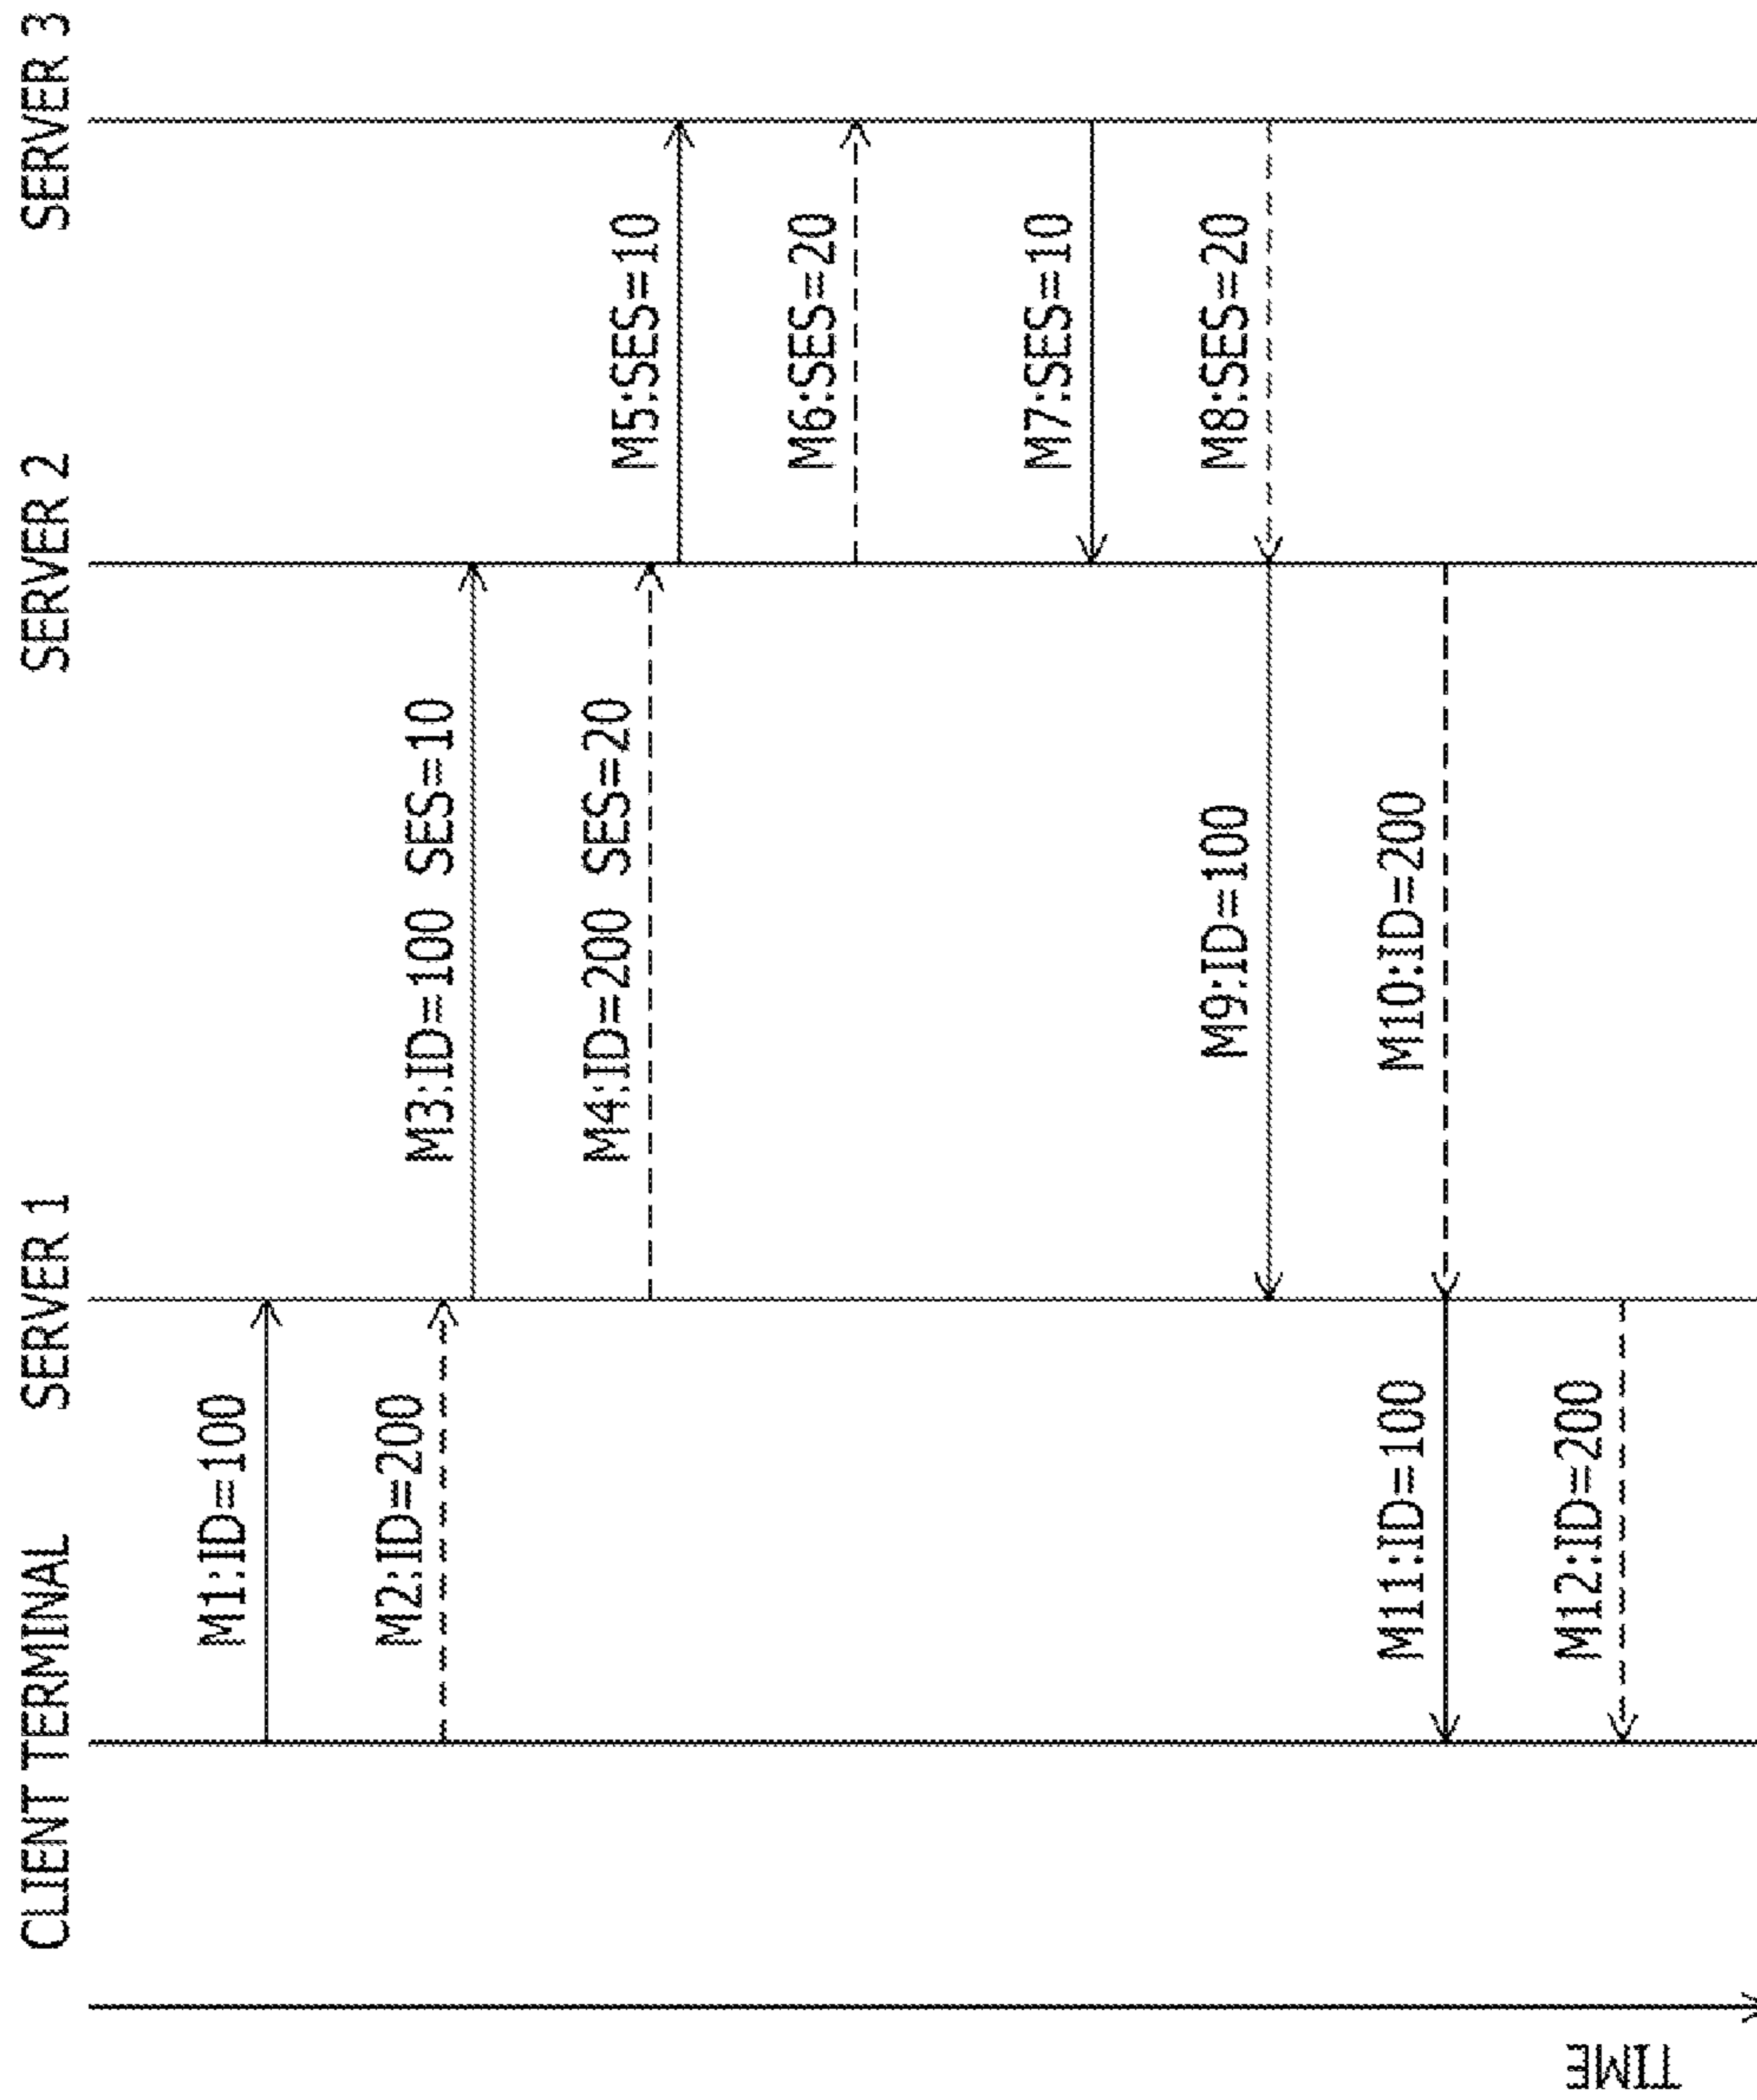 CLIENT TERMINAL
SERVER 1
SERVER 2
SERVER 3
M1:ID=100
M2:ID=200
M3:ID=100 SES=10
M4:ID=200 SES=20
M5:SES=10
M6:SES=20
M7:SES=10
M8:SES=20
M9:ID=100
M10:ID=200
M11:ID=100
M12:ID=200
TIME